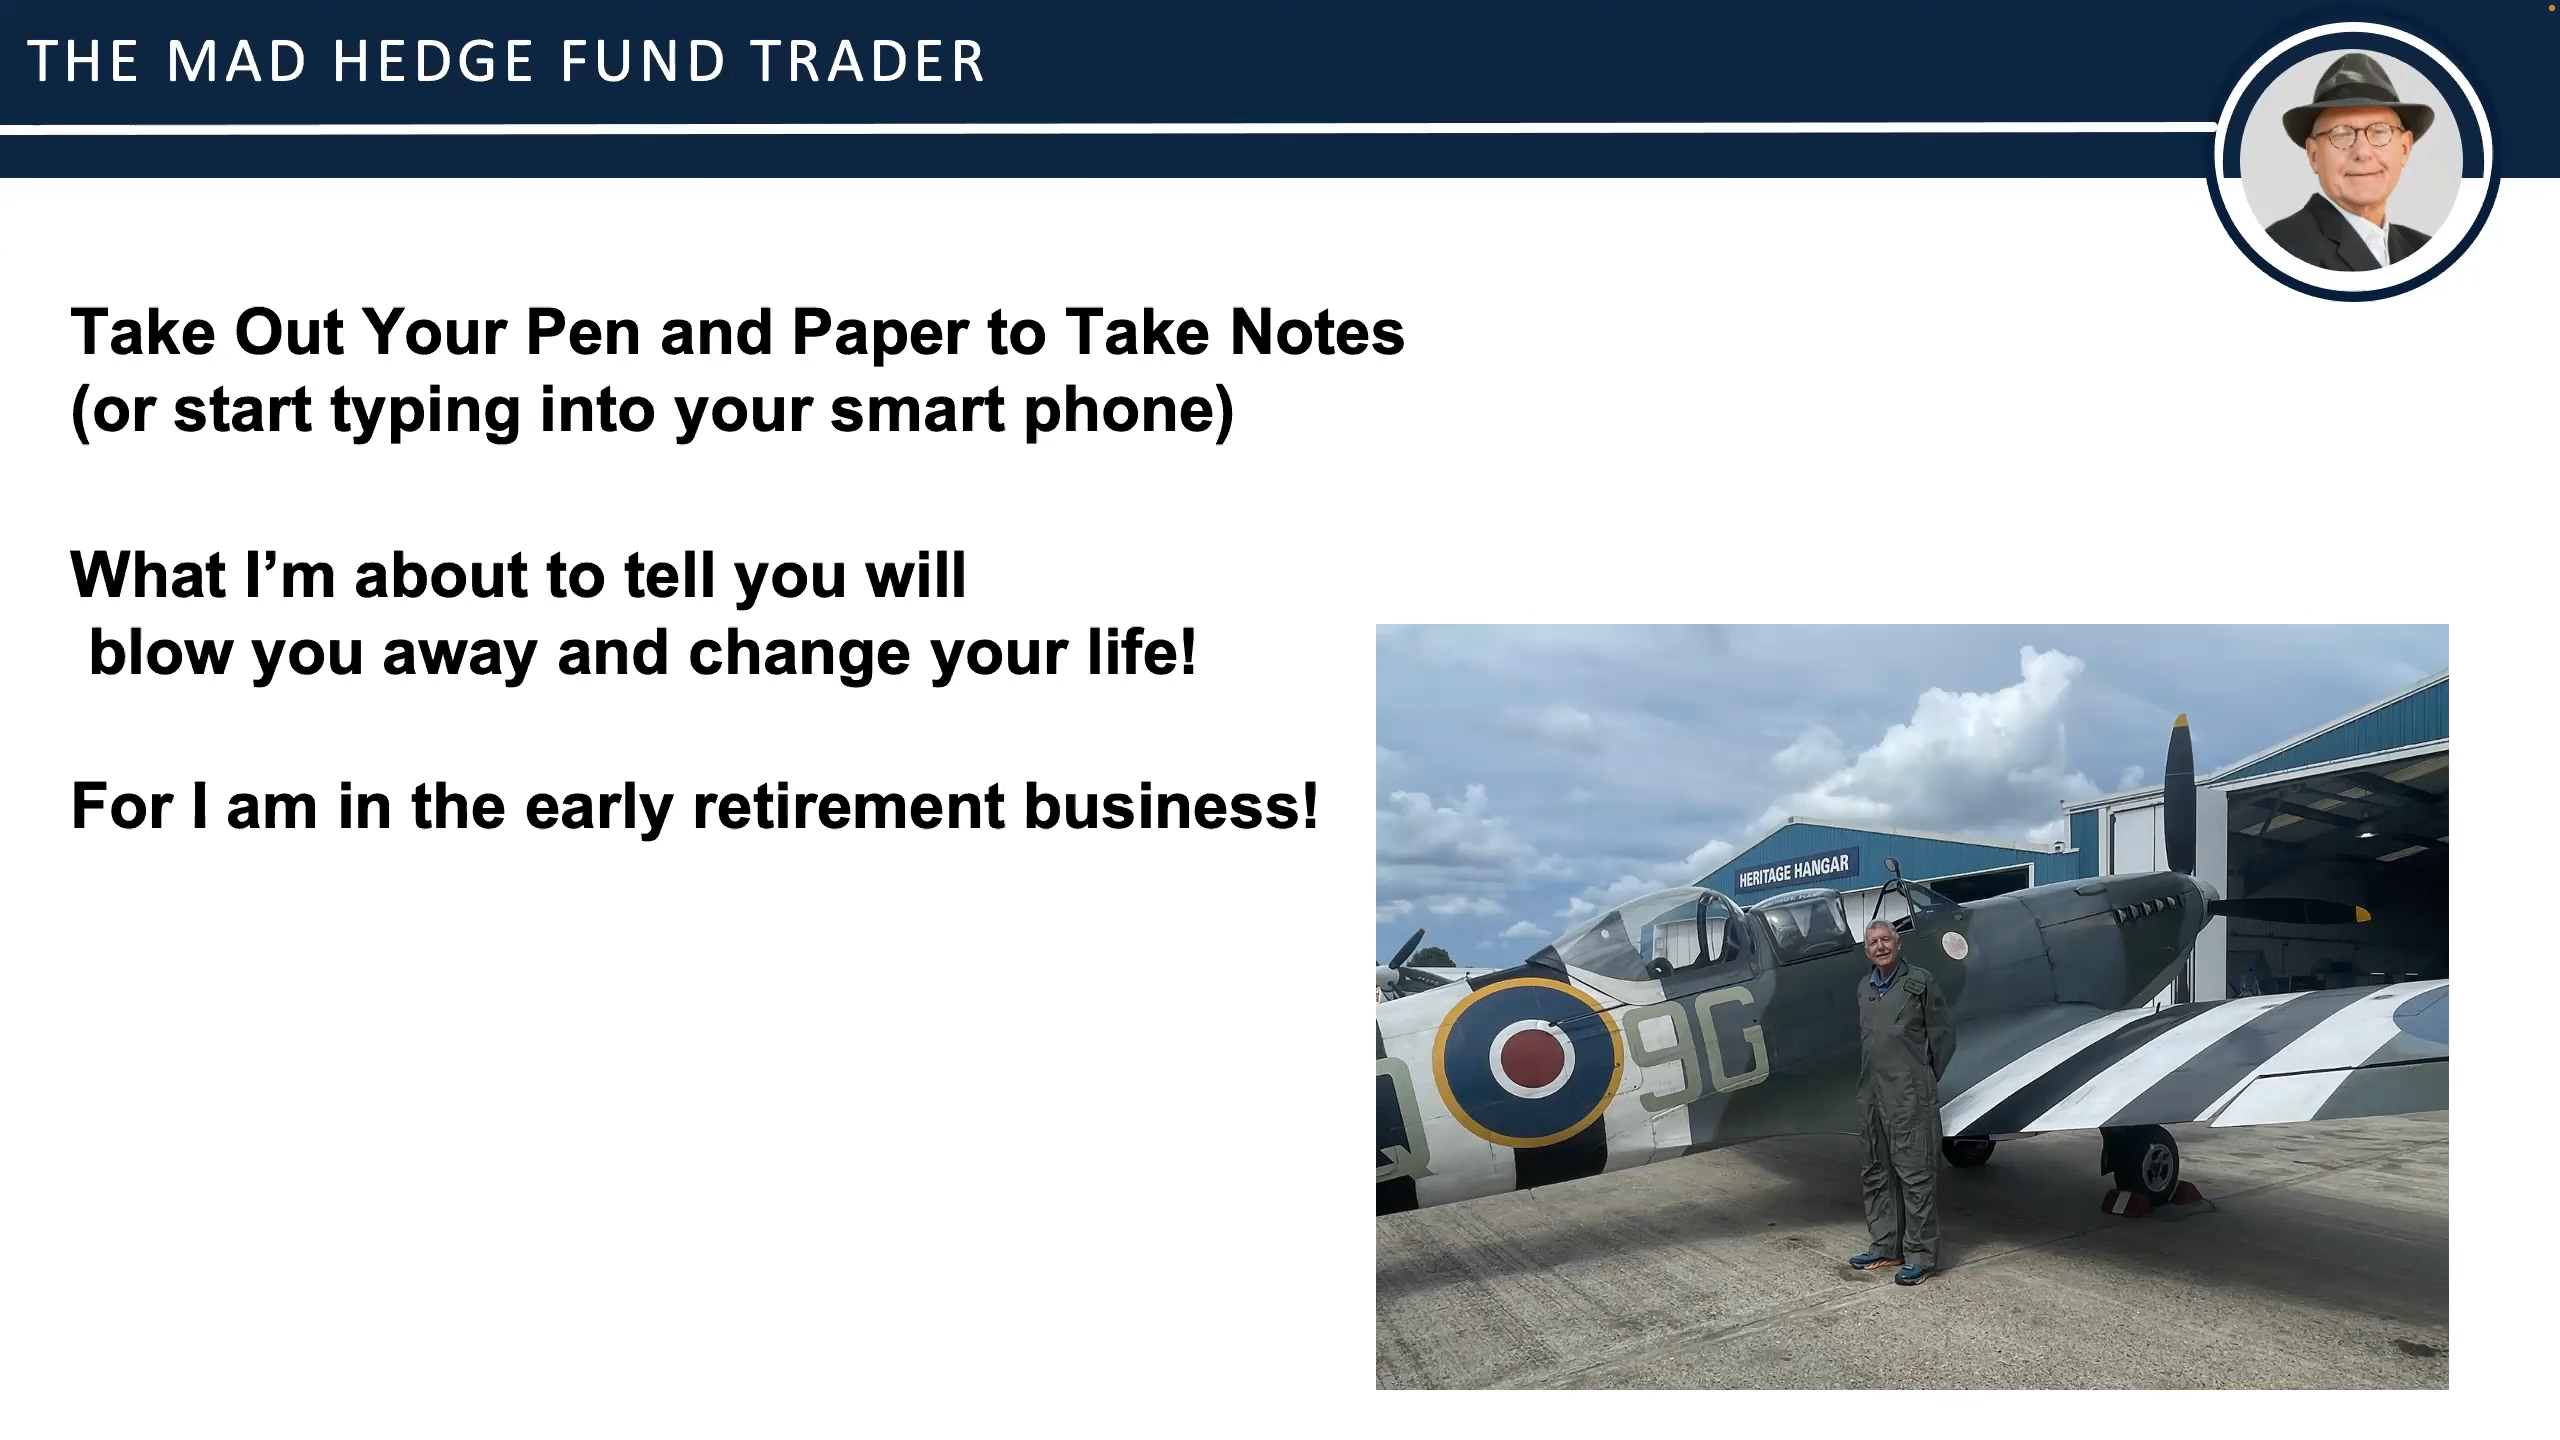 THE MAD HEDGE FUND TRADER
Take Out Your Pen and Paper to Take Notes
(or start typing into your smart phone)
What I’m about to tell you will
blow you away and change your life!
For I am in the early retirement business!
HERITAGE HANGAR
Q 9G